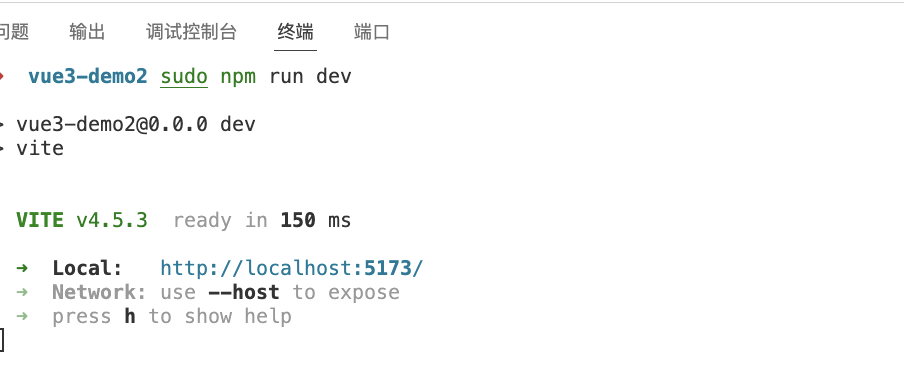 问题 输出 调试控制台 终端 端口
vue3-demo2 sudo npm run dev
> vue3-demo2@0.0.0 dev
> vite
VITE v4.5.3 ready in 150 ms
➜ Local: http://localhost:5173/
➜ Network: use --host to expose
➜ press h to show help